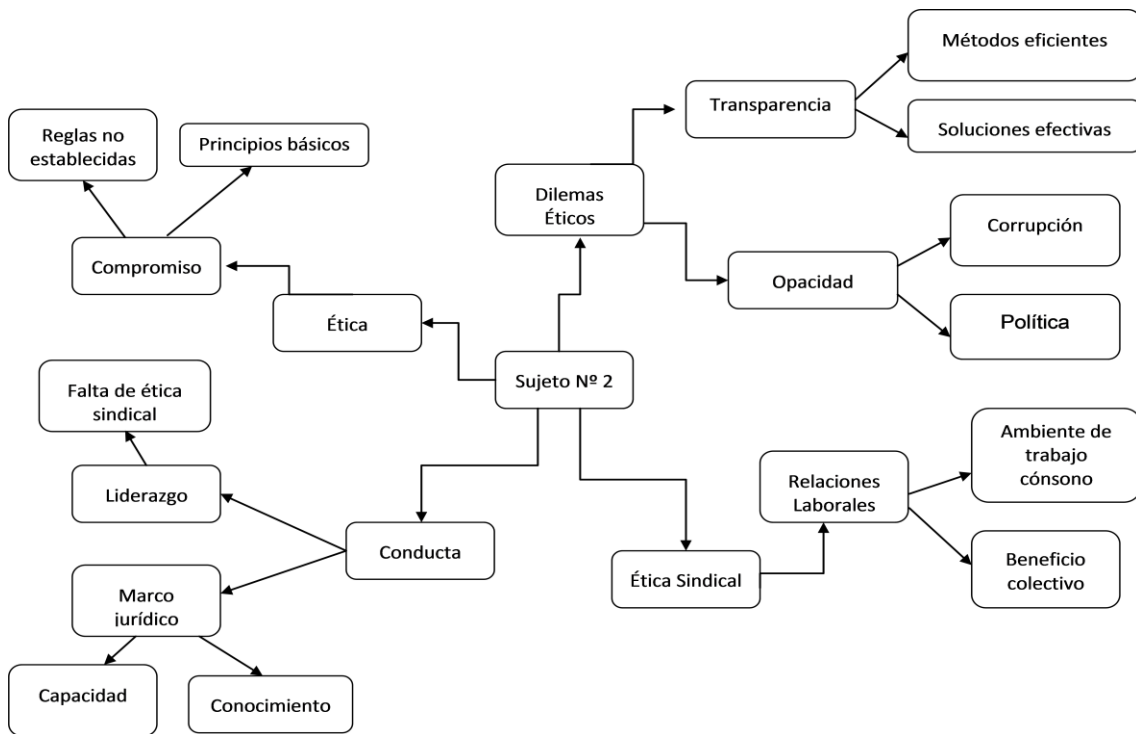 Métodos eficientes
Transparencia
Soluciones efectivas
Reglas no
establecidas
Principios básicos
Dilemas
Éticos
Corrupción
Compromiso
Opacidad
Ética
Política
Sujeto Nº 2
Falta de ética
sindical
Ambiente de
trabajo
cónsono
Liderazgo
Relaciones
Laborales
Conducta
Ética Sindical
Beneficio
colectivo
Marco
jurídico
Capacidad
Conocimiento